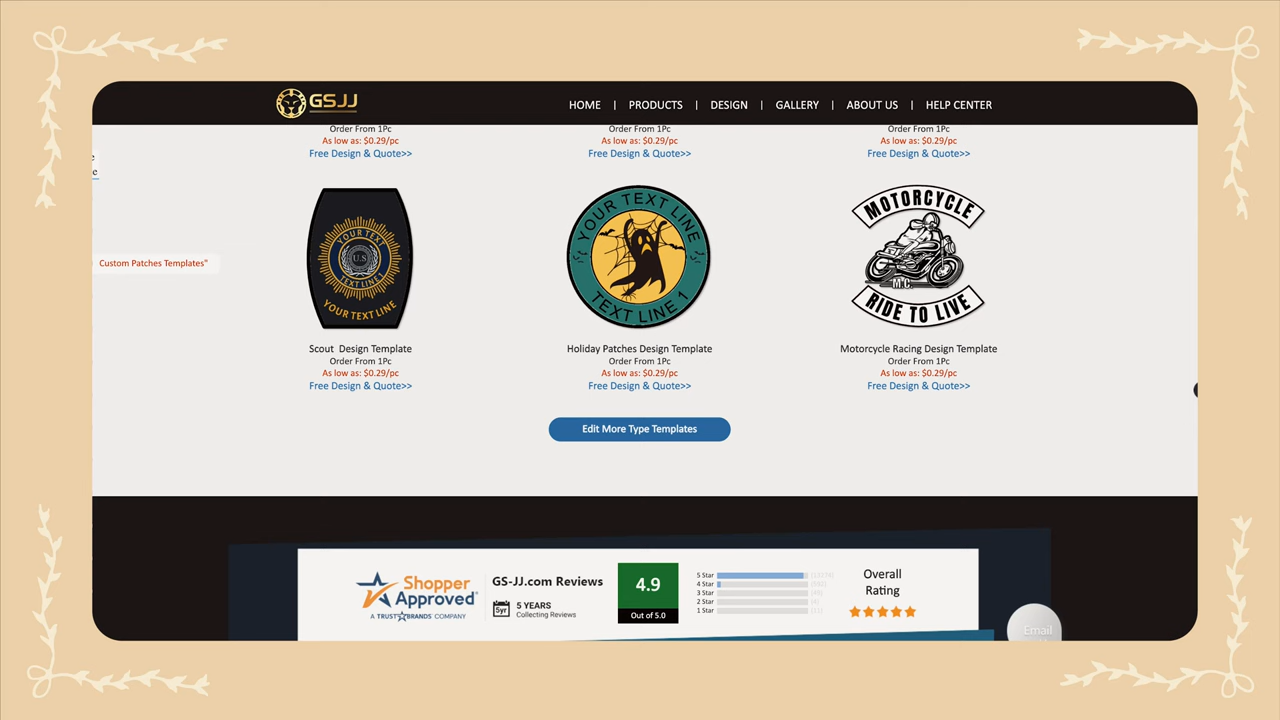 GSJJ
HOME | PRODUCTS | DESIGN | GALLERY | ABOUT US | HELP CENTER
Order From 1Pc
As low as: $0.29/pc
Free Design & Quote>>
Order From 1Pc
As low as: $0.29/pc
Free Design & Quote>>
Order From 1Pc
As low as: $0.29/pc
Free Design & Quote>>
e
e
Custom Patches Templates"
YOUR TEXT
U.S
TEXT LINE 1
YOUR TEXT LINE
YOUR TEXT LINE
TEXT LINE 1
MOTORCYCLE
M.C.
RIDE TO LIVE
Scout Design Template
Order From 1Pc
As low as: $0.29/pc
Free Design & Quote>>
Holiday Patches Design Template
Order From 1Pc
As low as: $0.29/pc
Free Design & Quote>>
Motorcycle Racing Design Template
Order From 1Pc
As low as: $0.29/pc
Free Design & Quote>>
Edit More Type Templates
Shopper
Approved
A TRUSTBRANDS COMPANY
GS-JJ.com Reviews
5yr
5 YEARS
Collecting Reviews
4.9
Out of 5.0
5 Star
4 Star
3 Star
2 Star
1 Star
Overall
Rating
Email